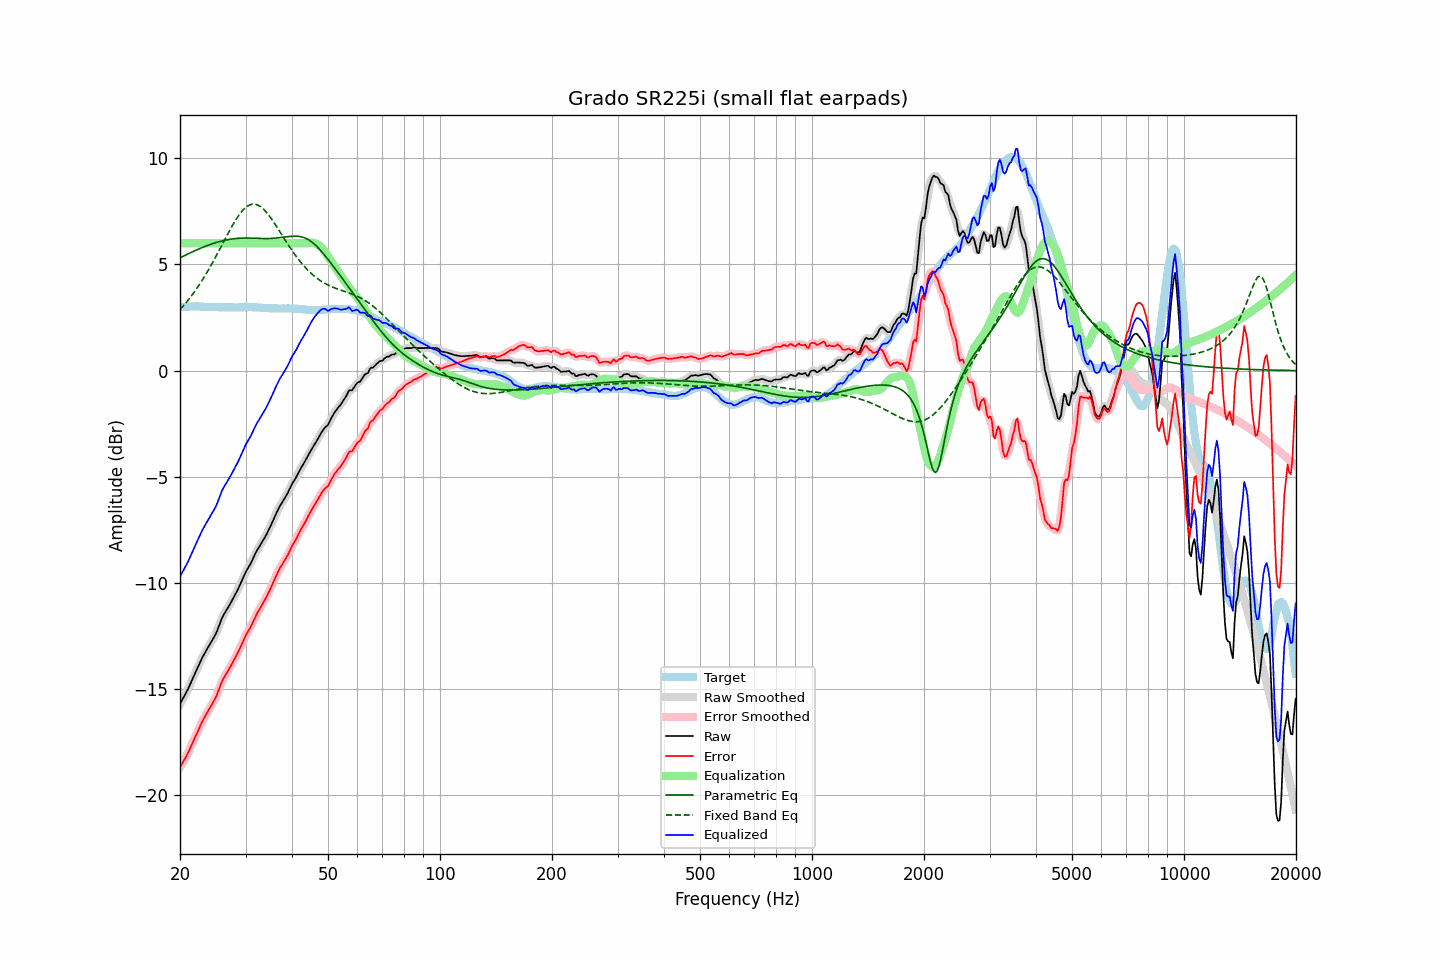 Grado SR225i (small flat earpads)
10
5
0
−5
−10
−15
−20
Amplitude (dBr)
Target
Raw Smoothed
Error Smoothed
Raw
Error
Equalization
Parametric Eq
Fixed Band Eq
Equalized
20 50 100 200 500 1000 2000 5000 10000 20000
Frequency (Hz)